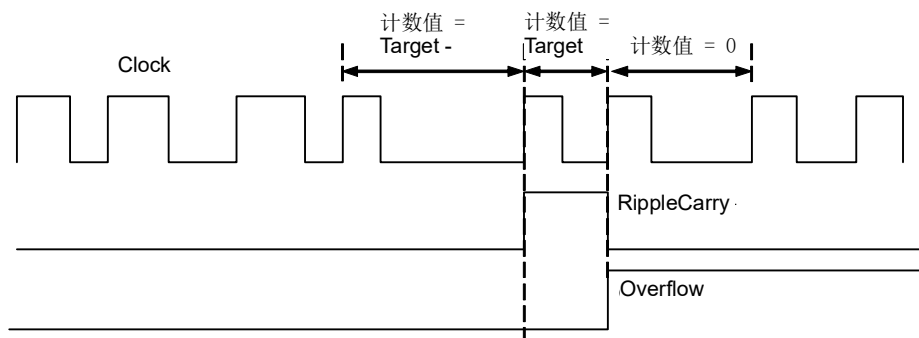 计数值 =
Target -
计数值 =
Target
计数值 = 0
Clock
RippleCarry
Overflow